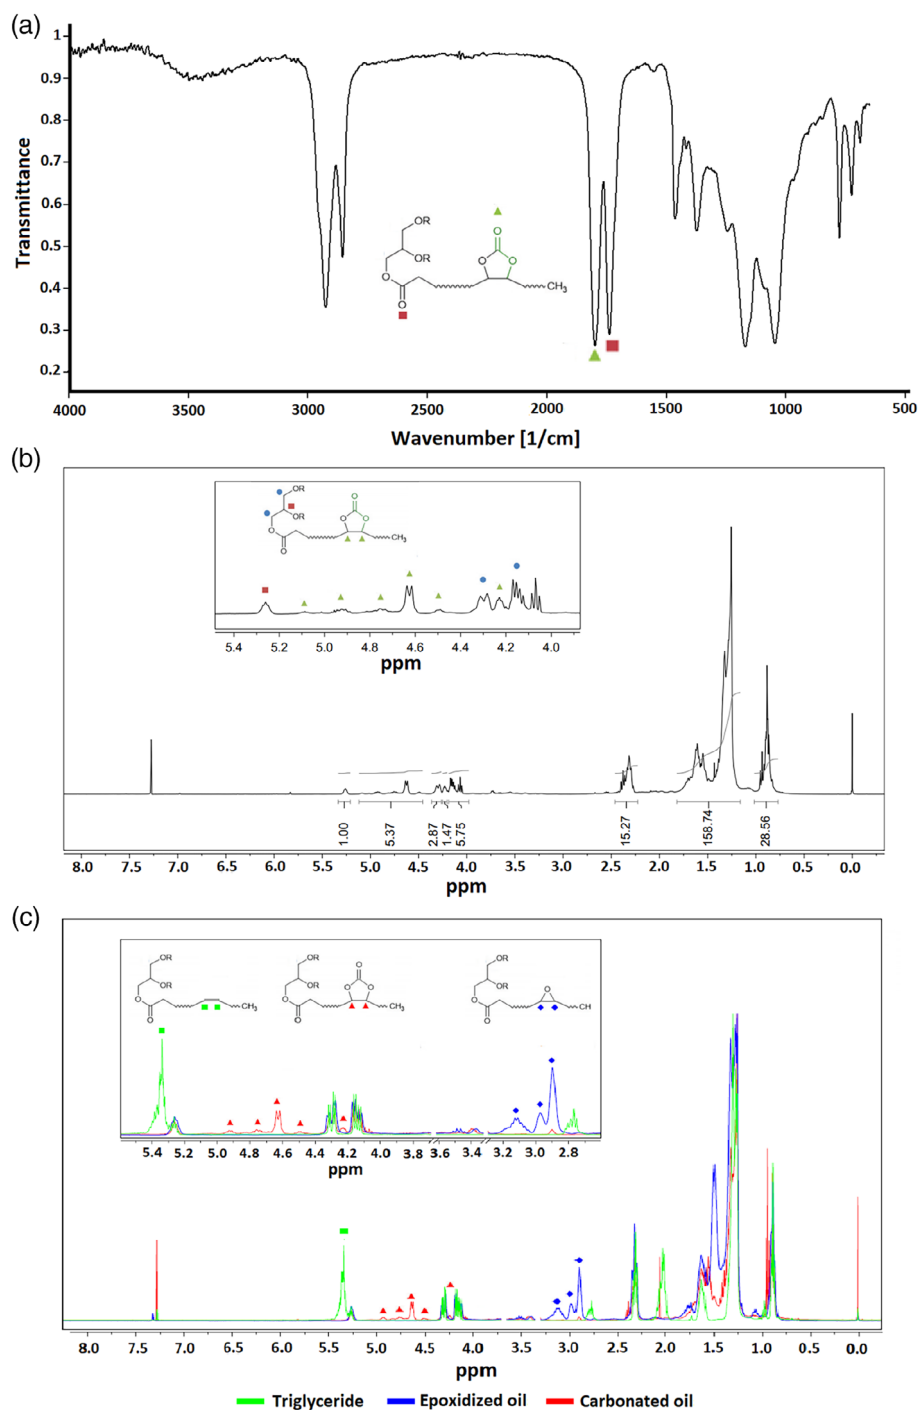 (a)
Transmittance
1
0.9
0.8
0.7
0.6
0.5
0.4
0.3
0.2
OR
OR
O
O
O
O
O
CH3
4000 3500 3000 2500 2000 1500 1000 500
Wavenumber [1/cm]
(b)
OR
OR
O
O
O
O
O
CH3
5.4 5.2 5.0 4.8 4.6 4.4 4.2 4.0
ppm
1.00 5.37 2.87 1.47 5.75 15.27 158.74 28.56
8.0 7.5 7.0 6.5 6.0 5.5 5.0 4.5 4.0 3.5 3.0 2.5 2.0 1.5 1.0 0.5 0.0
ppm
(c)
OR OR OR
OR OR OR
O O O O O O O
CH3 CH3 CH
O O O
5.4 5.2 5.0 4.8 4.6 4.4 4.2 4.0 3.8 3.6 3.4 3.2 3.0 2.8
ppm ppm
8.0 7.5 7.0 6.5 6.0 5.5 5.0 4.5 4.0 3.5 3.0 2.5 2.0 1.5 1.0 0.5 0.0
ppm
Triglyceride Epoxidized oil Carbonated oil